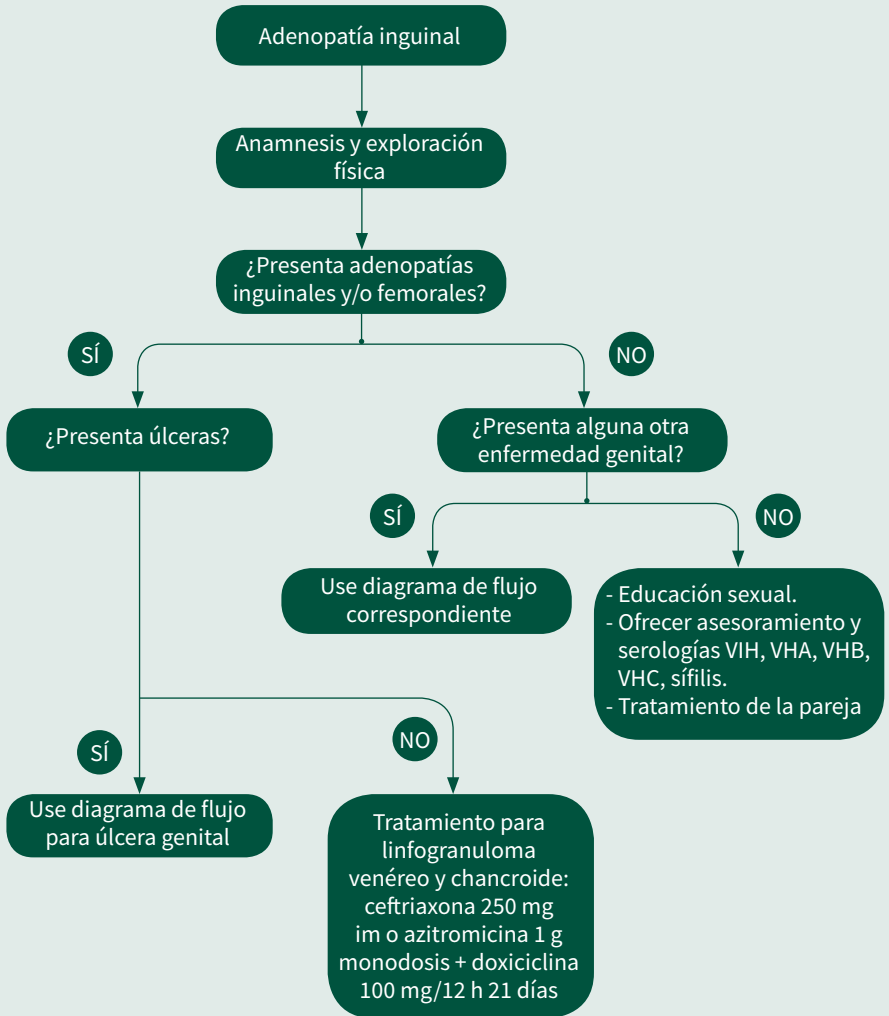 Adenopatía inguinal
Anamnesis y exploración
física
¿Presenta adenopatías
inguinales y/o femorales?
SÍ
NO
¿Presenta úlceras?
¿Presenta alguna otra
enfermedad genital?
SÍ
NO
Use diagrama de flujo
correspondiente
- Educación sexual.
- Ofrecer asesoramiento y
serologías VIH, VHA, VHB,
VHC, sífilis.
- Tratamiento de la pareja
SÍ
NO
Use diagrama de flujo
para úlcera genital
Tratamiento para
linfogranuloma
venéreo y chancroide:
ceftriaxona 250 mg
im o azitromicina 1 g
monodosis + doxiciclina
100 mg/12 h 21 días